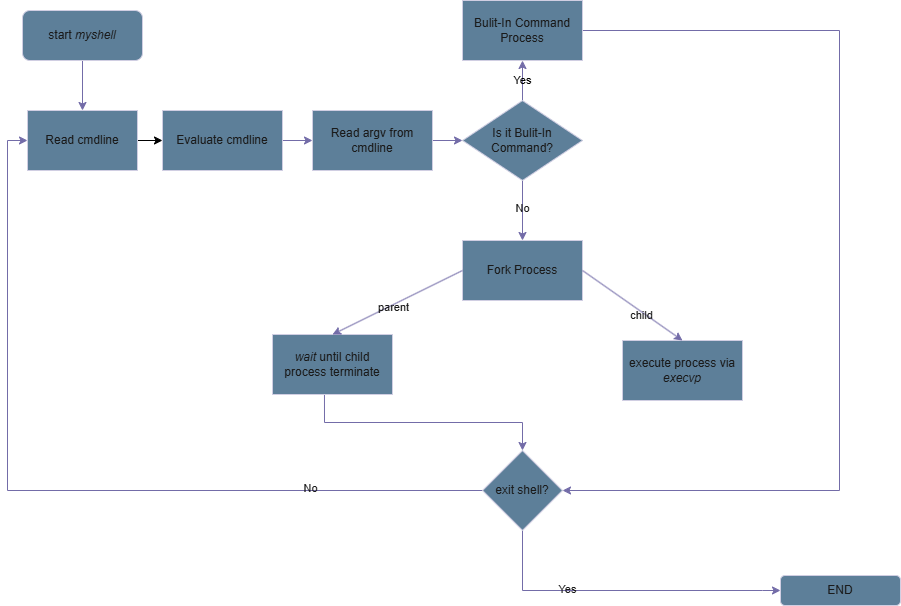 start myshell
Bulit-In Command
Process
Yes
Read cmdline
Evaluate cmdline
Read argv from
cmdline
Is it Bulit-In
Command?
No
Fork Process
parent
child
wait until child
process terminate
execute process via
execvp
exit shell?
No
Yes
END